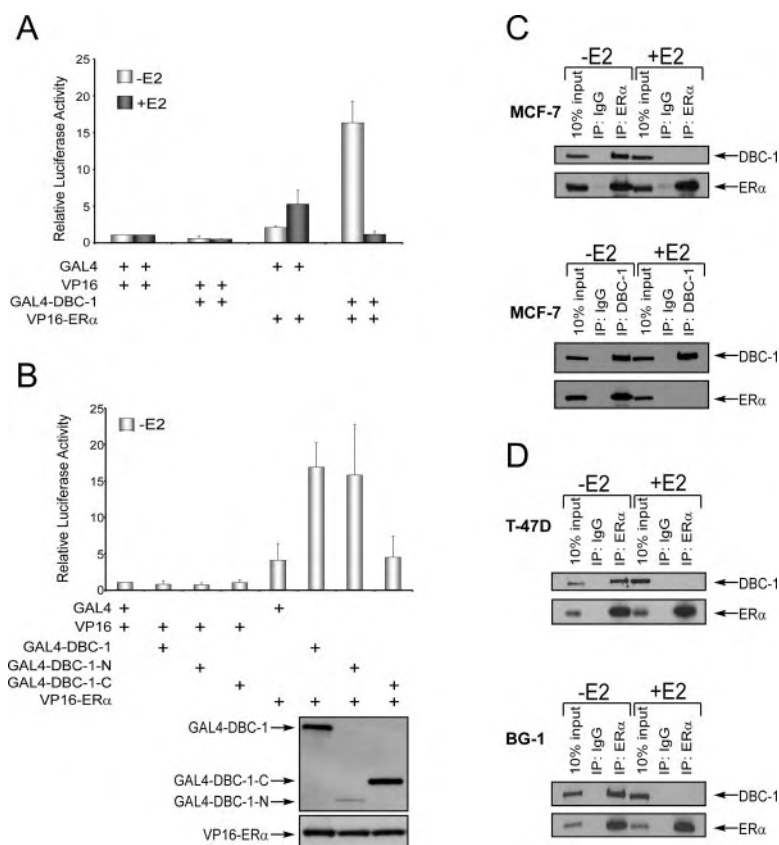 A
Relative Luciferase Activity
25
20
15
10
5
0
-E2
+E2
GAL4 + + + +
VP16 + + + +
GAL4-DBC-1 + + + +
VP16-ERα + + + +
B
Relative Luciferase Activity
25
20
15
10
5
0
-E2
GAL4 + +
VP16 + + + +
GAL4-DBC-1 + +
GAL4-DBC-1-N + +
GAL4-DBC-1-C + +
VP16-ERα + + + +
GAL4-DBC-1
GAL4-DBC-1-C
GAL4-DBC-1-N
VP16-ERα
C
-E2 +E2
10% input IP: IgG IP: ERα 10% input IP: IgG IP: ERα
MCF-7
DBC-1
ERα
-E2 +E2
10% input IP: IgG IP: DBC-1 10% input IP: IgG IP: DBC-1
MCF-7
DBC-1
ERα
D
-E2 +E2
10% input IP: IgG IP: ERα 10% input IP: IgG IP: ERα
T-47D
DBC-1
ERα
-E2 +E2
10% input IP: IgG IP: ERα 10% input IP: IgG IP: ERα
BG-1
DBC-1
ERα